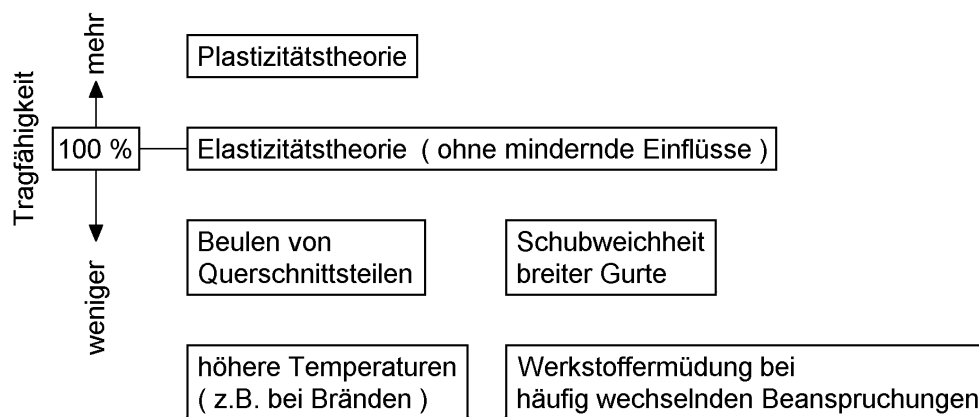 mehr
Tragfähigkeit
weniger
100 %
Plastizitätstheorie
Elastizitätstheorie ( ohne mindernde Einflüsse )
Beulen von
Querschnittsteilen
Schubweichheit
breiter Gurte
höhere Temperaturen
( z.B. bei Bränden )
Werkstoffermüdung bei
häufig wechselnden Beanspruchungen